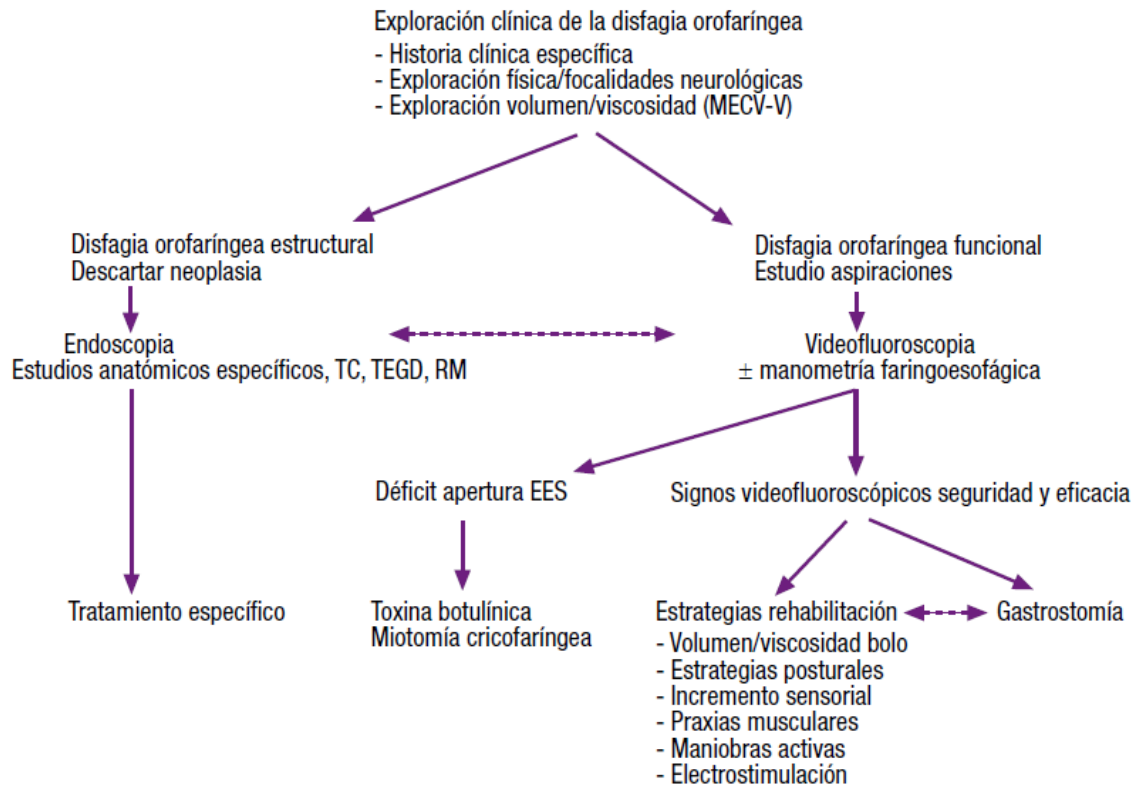 Exploración clínica de la disfagia orofaríngea
- Historia clínica específica
- Exploración física/focalidades neurológicas
- Exploración volumen/viscosidad (MECV-V)
Disfagia orofaríngea estructural
Descartar neoplasia
Disfagia orofaríngea funcional
Estudio aspiraciones
Endoscopia
Estudios anatómicos específicos, TC, TEGD, RM
Videofluoroscopia
± manometría faringoesofágica
Déficit apertura EES
Signos videofluoroscópicos seguridad y eficacia
Tratamiento específico
Toxina botulínica
Miotomía cricofaríngea
Estrategias rehabilitación
- Volumen/viscosidad bolo
- Estrategias posturales
- Incremento sensorial
- Praxias musculares
- Maniobras activas
- Electrostimulación
Gastrostomía